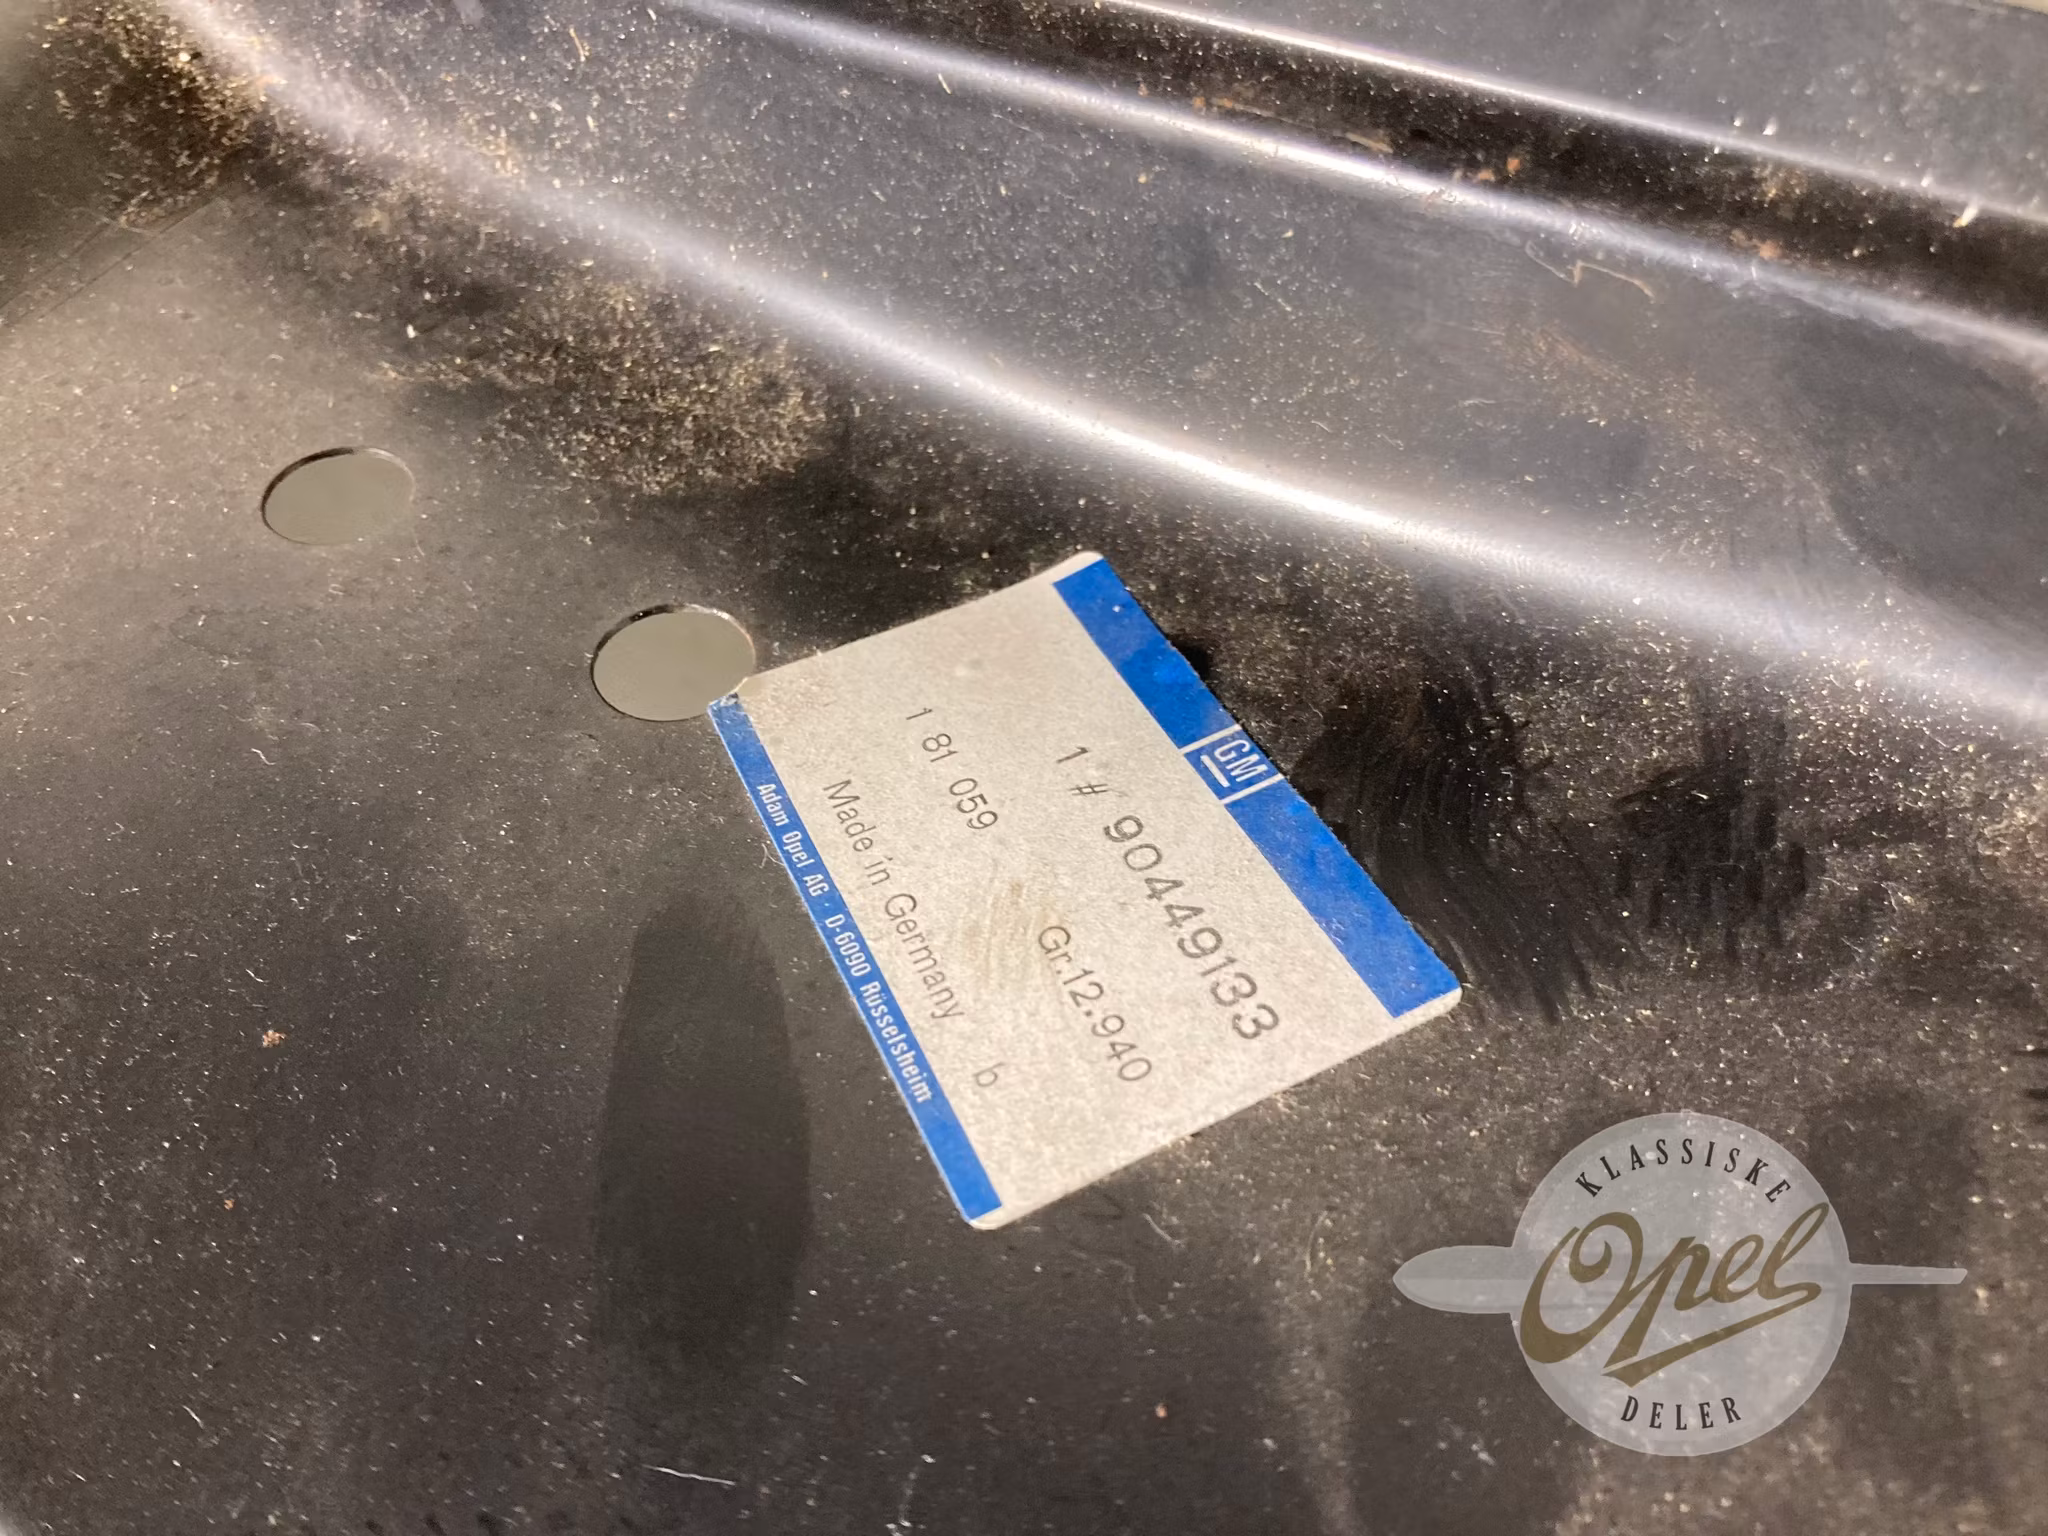 GM
1 # 90449133
Gr.12.940
1 81 059
Made in Germany b
Adam Opel AG · D-6090 Rüsselsheim
KLASSISKE
Opel
DELER